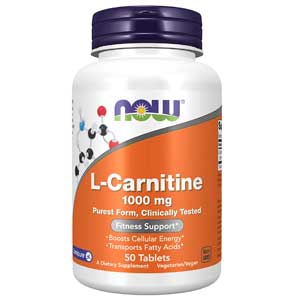 NOW
L-Carnitine
1000 mg
Purest Form, Clinically Tested
Fitness Support*
•Boosts Cellular Energy*
•Transports Fatty Acids*
50 Tablets
A Dietary Supplement Vegetarian/Vegan